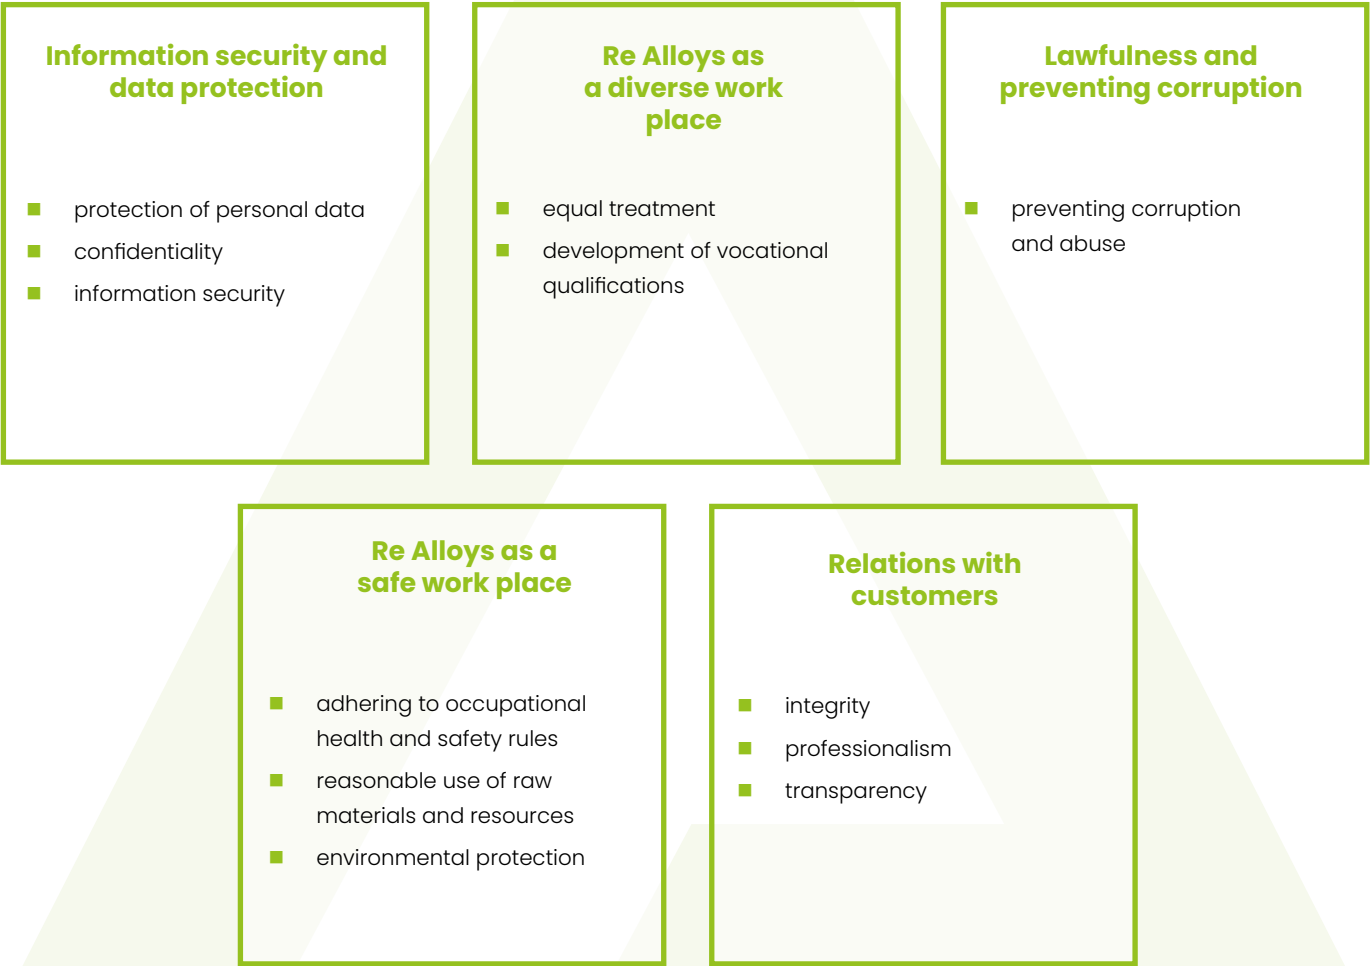 Information security and
data protection
protection of personal data
confidentiality
information security
Re Alloys as
a diverse work
place
equal treatment
development of vocational
qualifications
Lawfulness and
preventing corruption
preventing corruption
and abuse
Re Alloys as a
safe work place
adhering to occupational
health and safety rules
reasonable use of raw
materials and resources
environmental protection
Relations with
customers
integrity
professionalism
transparency